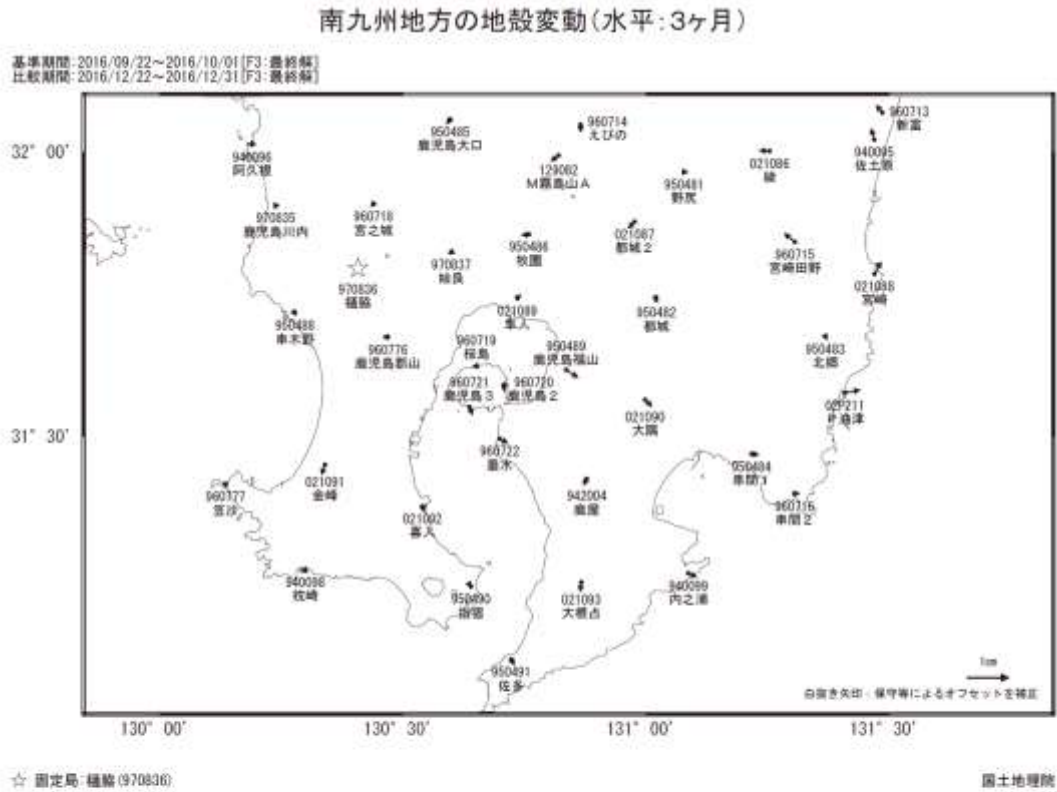 南九州地方の地殻変動(水平:3ヶ月)
基準期間:2016/09/22～2016/10/01[F3:最終解]
比較期間:2016/12/22～2016/12/31[F3:最終解]
960713
新富
950485
鹿児島大口
960714
えびの
32° 00′
940096
阿久根
129082
M霧島山A
021086
綾
940095
佐土原
950481
野尻
970835
鹿児島川内
960718
宮之城
021087
都城2
950486
牧園
960715
宮崎田野
970837
姶良
970836
樋脇
021088
宮崎
021089
隼人
950482
都城
950488
串木野
960776
鹿児島郡山
960719
桜島
950489
鹿児島福山
950483
北郷
960721
鹿児島3
960720
鹿児島2
021090
大隅
02P211
P油津
31° 30′
960722
垂水
950484
串間1
021091
金峰
960777
笠沙
942004
鹿屋
960716
串間2
021092
喜入
940098
枕崎
950490
指宿
021093
大根占
940099
内之浦
950491
佐多
1cm
白抜き矢印:保守等によるオフセットを補正
130° 00′
130° 30′
131° 00′
131° 30′
☆ 固定局:樋脇(970836)
国土地理院